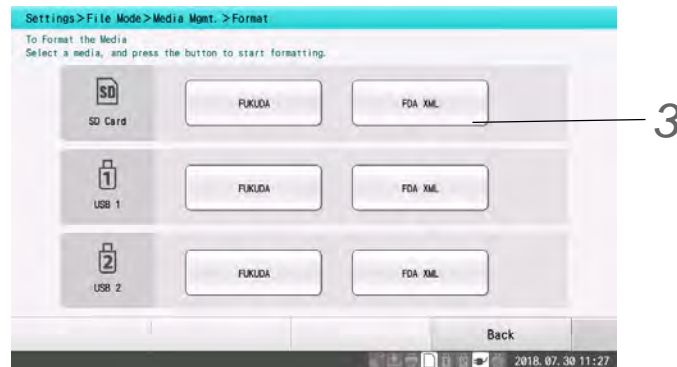 Settings>File Mode>Media Mgmt. >Format
To Format the Media
Select a media, and press the button to start formatting.
SD
SD Card
FUKUDA
FDA XML
3
1
USB 1
FUKUDA
FDA XML
2
USB 2
FUKUDA
FDA XML
Back
2018. 07. 30 11:27